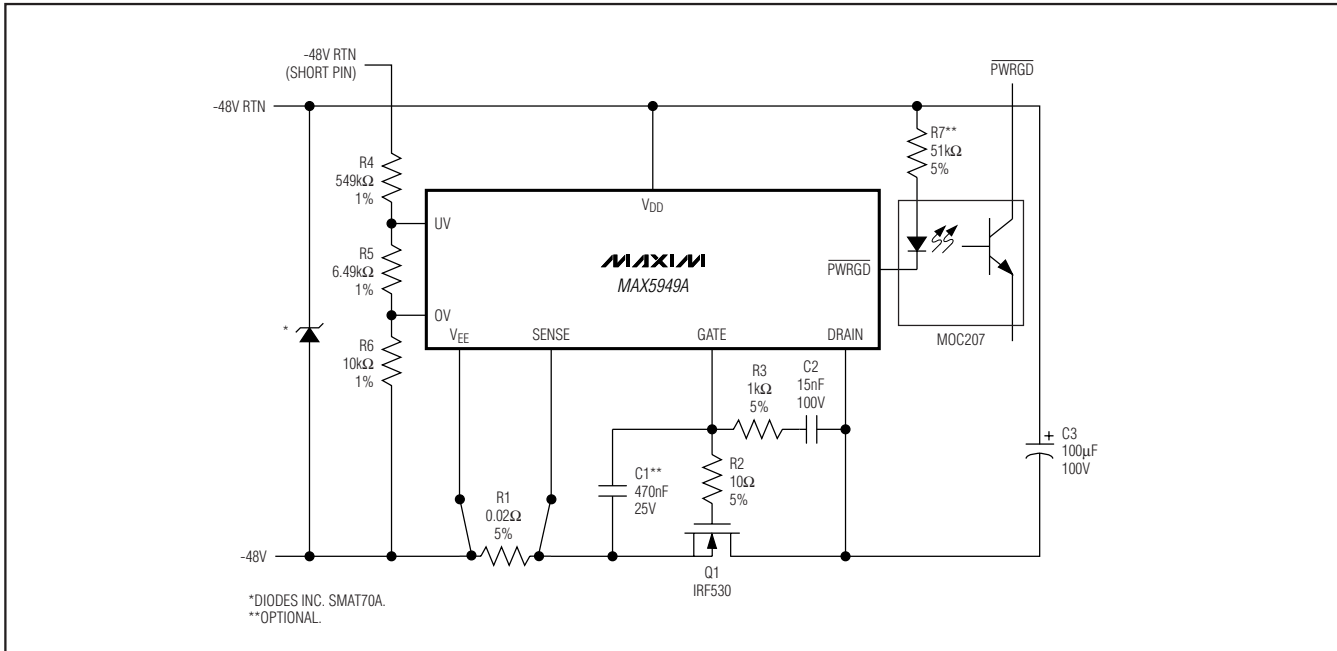 -48V RTN
(SHORT PIN)
PWRGD
-48V RTN
R7**
51kΩ
5%
R4
549kΩ
1%
VDD
UV
R5
6.49kΩ
1%
MAXIM
MAX5949A
PWRGD
OV
VEE
SENSE
GATE
DRAIN
MOC207
*
R6
10kΩ
1%
R3
1kΩ
5%
C2
15nF
100V
+ C3
100µF
100V
C1**
470nF
25V
R2
10Ω
5%
R1
0.02Ω
5%
-48V
Q1
IRF530
*DIODES INC. SMAT70A.
**OPTIONAL.